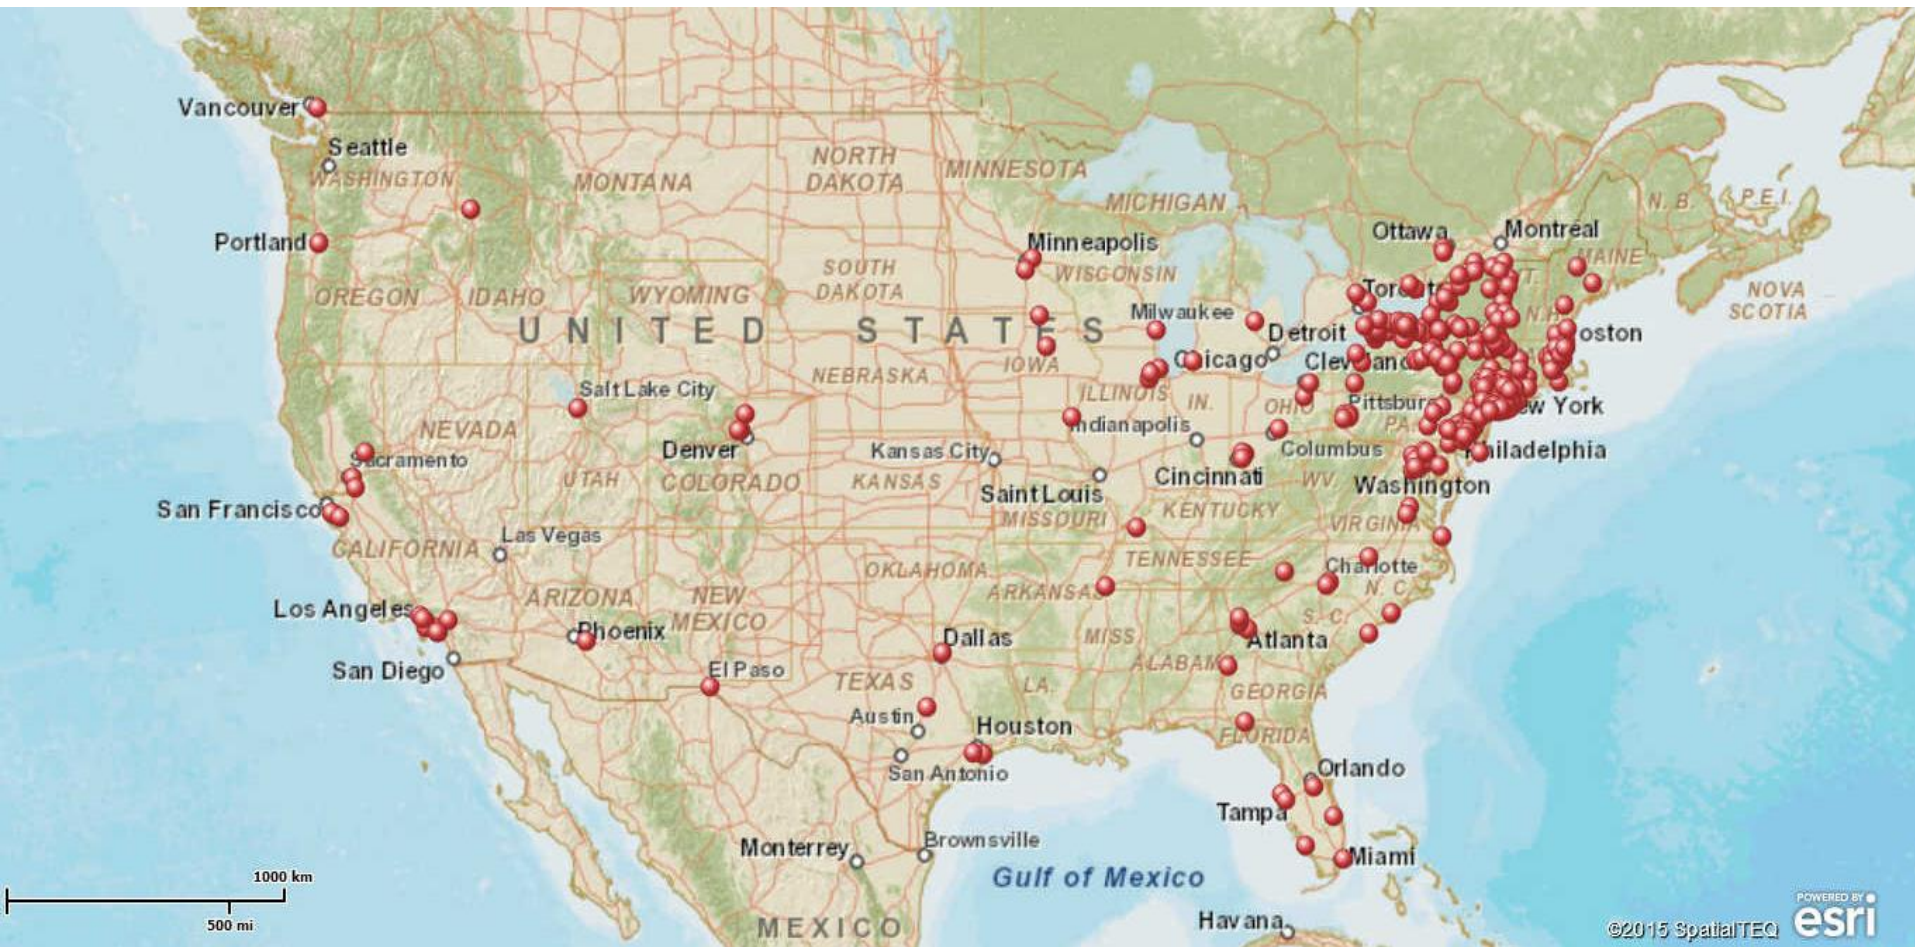 Vancouver
Seattle
WASHINGTON
MONTANA
NORTH
DAKOTA
MINNESOTA
MICHIGAN
N. B.
P.E.I.
Portland
Minneapolis
Ottawa
Montréal
MAINE
OREGON
IDAHO
WYOMING
SOUTH
DAKOTA
WISCONSIN
NOVA
SCOTIA
UNITED STATES
Milwaukee
Detroit
oston
Salt Lake City
NEBRASKA
IOWA
ILLINOIS
IN.
OHIO
Pittsburg
PA.
ew York
NEVADA
Denver
Kansas City
ndianapolis
Columbus
hiladelphia
Sacramento
UTAH
COLORADO
KANSAS
Saint Louis
Cincinnati
WV.
Washington
San Francisco
Las Vegas
MISSOURI
KENTUCKY
VIRGINIA
CALIFORNIA
OKLAHOMA
TENNESSEE
Charlotte
N. C.
Los Angeles
ARIZONA
NEW
MEXICO
ARKANSAS
S. C.
Phoenix
Dallas
MISS.
Atlanta
San Diego
El Paso
TEXAS
LA.
ALABAM
GEORGIA
Austin
Houston
FLORIDA
San Antonio
Orlando
Tampa
Monterrey
Brownsville
Miami
Gulf of Mexico
1000 km
500 mi
MEXICO
Havana
POWERED BY
esri
©2015 SpatialTEQ